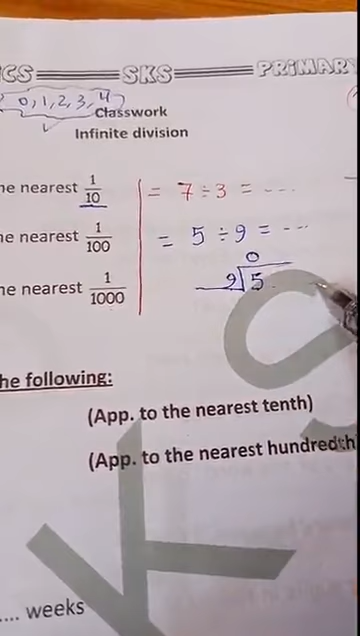 CS SKS PRIMAR
0, 1, 2, 3, 4
Classwork
Infinite division
he nearest 1/10 = 7 ÷ 3 = ....
he nearest 1/100 = 5 ÷ 9 = ...
0
he nearest 1/1000 9 5
he following:
(App. to the nearest tenth)
(App. to the nearest hundredth
.... weeks
K S